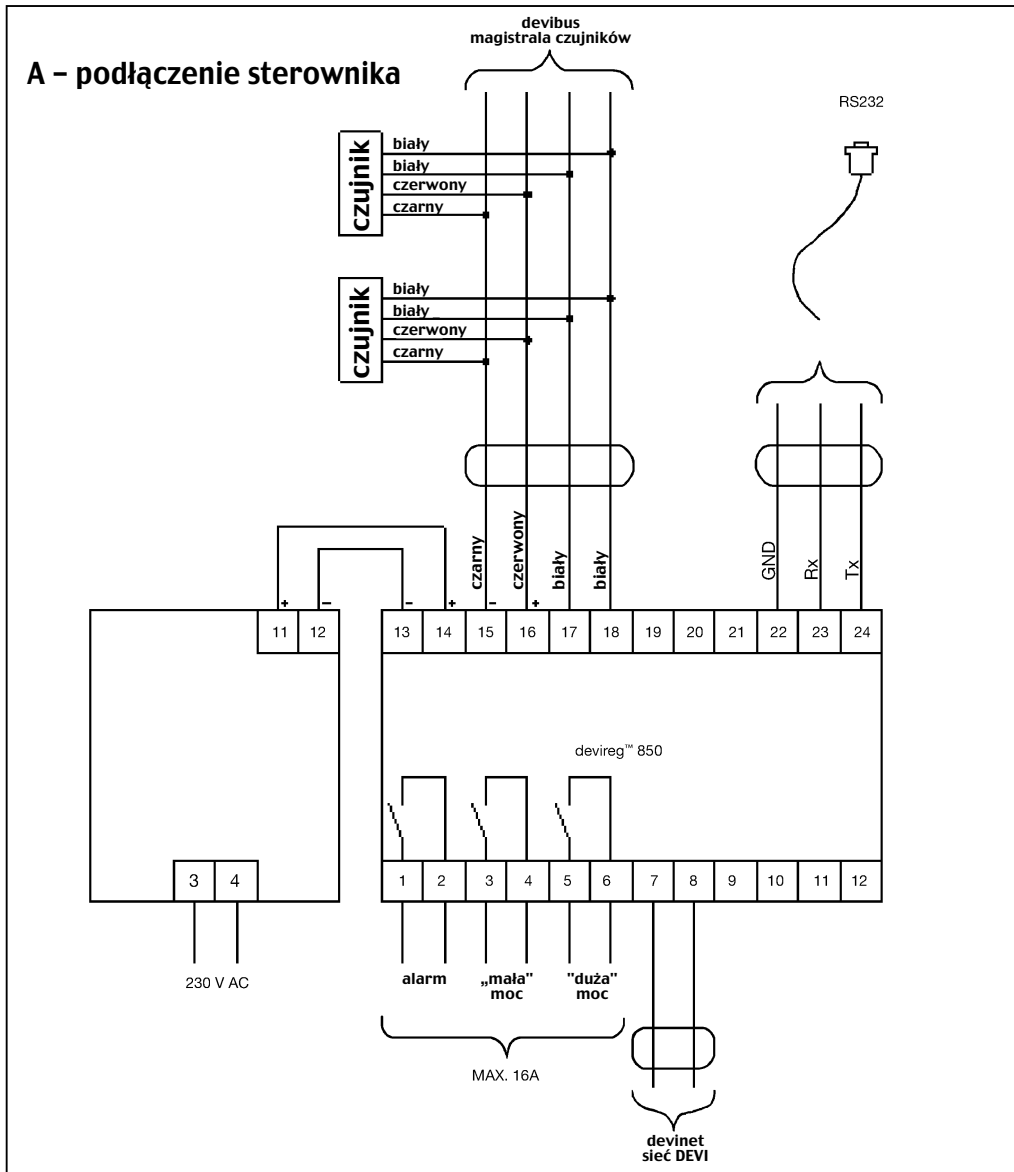 devibus
magistrala czujników
A – podłączenie sterownika
RS232
czujnik
biały
biały
czerwony
czarny
czujnik
biały
biały
czerwony
czarny
czarny
czerwony
biały
biały
GND
Rx
Tx
+ − − + − +
11 12 13 14 15 16 17 18 19 20 21 22 23 24
devireg™ 850
3 4 1 2 3 4 5 6 7 8 9 10 11 12
230 V AC
alarm
„mała"
moc
"duża"
moc
MAX. 16A
devinet
sieć DEVI